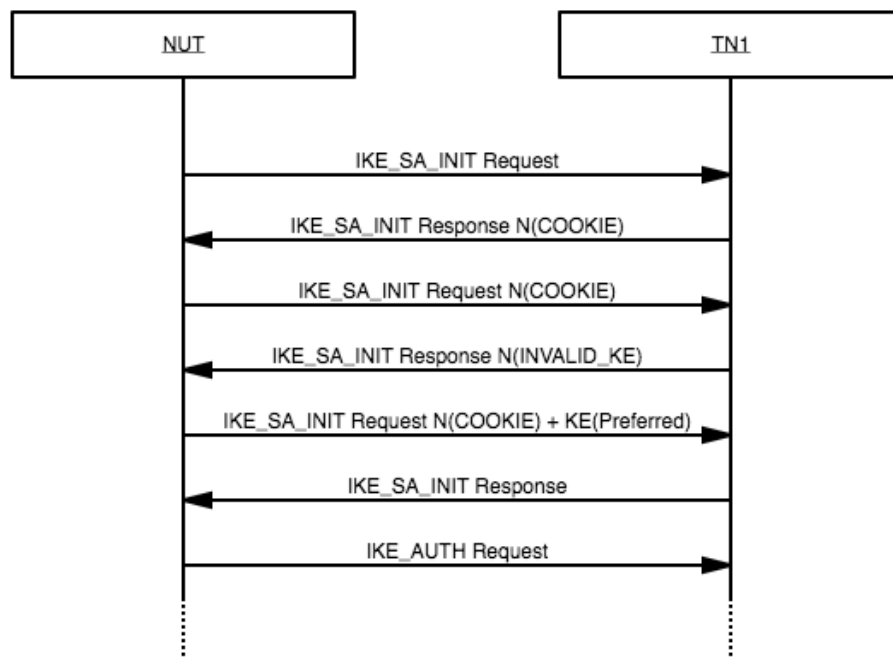 NUT
TN1
IKE_SA_INIT Request
IKE_SA_INIT Response N(COOKIE)
IKE_SA_INIT Request N(COOKIE)
IKE_SA_INIT Response N(INVALID_KE)
IKE_SA_INIT Request N(COOKIE) + KE(Preferred)
IKE_SA_INIT Response
IKE_AUTH Request